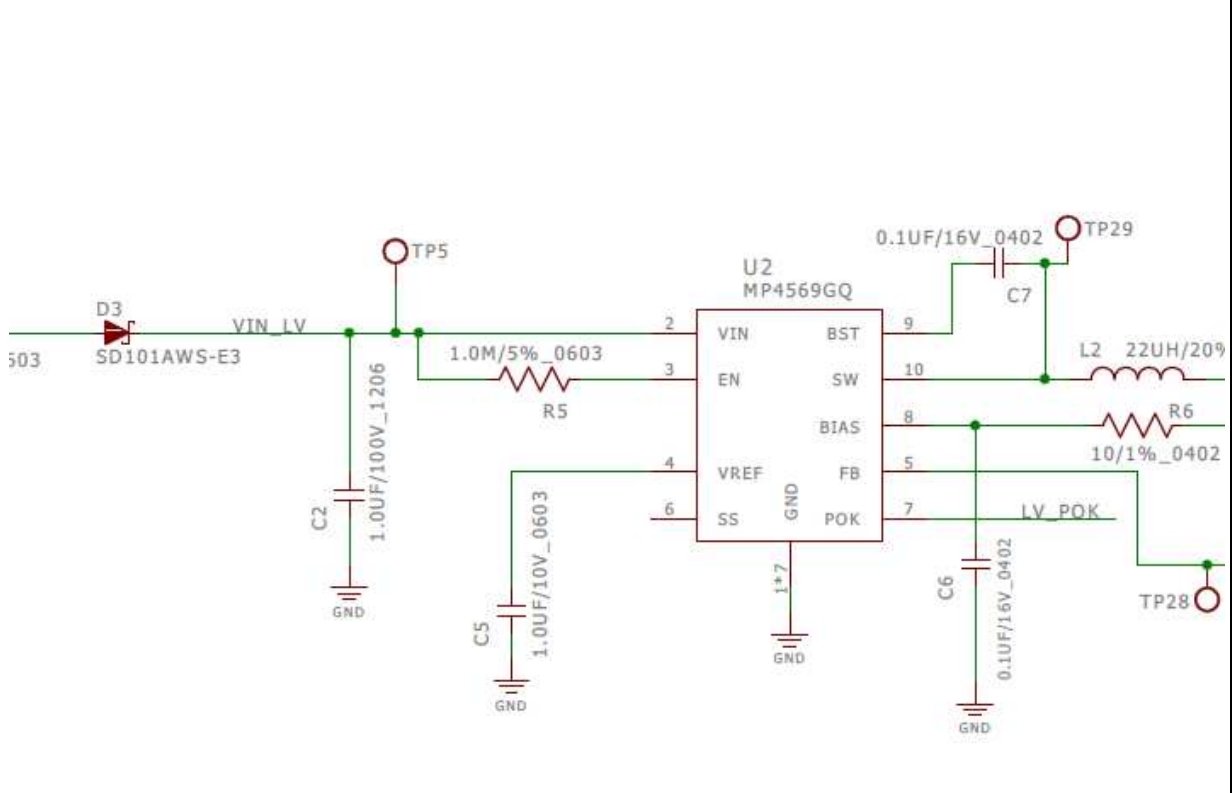 TP29
0.1UF/16V_0402
TP5
U2
MP4569GQ
C7
D3
VIN_LV
2
VIN
BST
9
603
SD101AWS-E3
1.0M/5%_0603
L2
22UH/20%
3
EN
SW
10
R5
R6
8
BIAS
10/1%_0402
1.0UF/100V_1206
4
VREF
FB
5
GND
6
SS
POK
7
LV_POK
C2
1.0UF/10V_0603
1*7
C6
0.1UF/16V_0402
GND
TP28
C5
GND
GND
GND